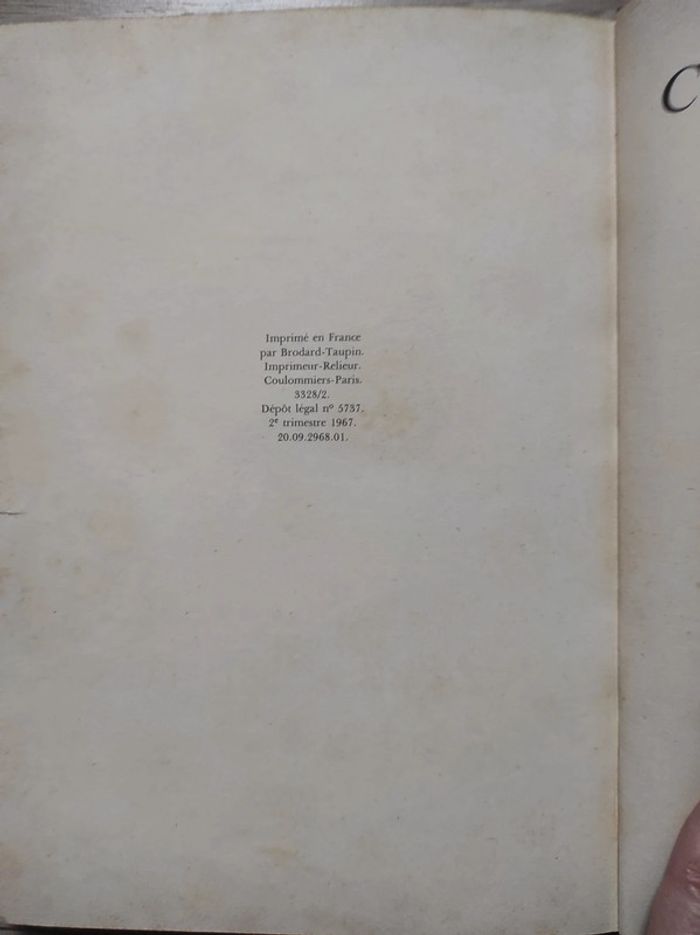 Imprimé en France
par Brodard-Taupin.
Imprimeur-Relieur.
Coulommiers-Paris.
3328/2.
Dépôt légal nº 5737.
2e trimestre 1967.
20.09.2968.01.
C